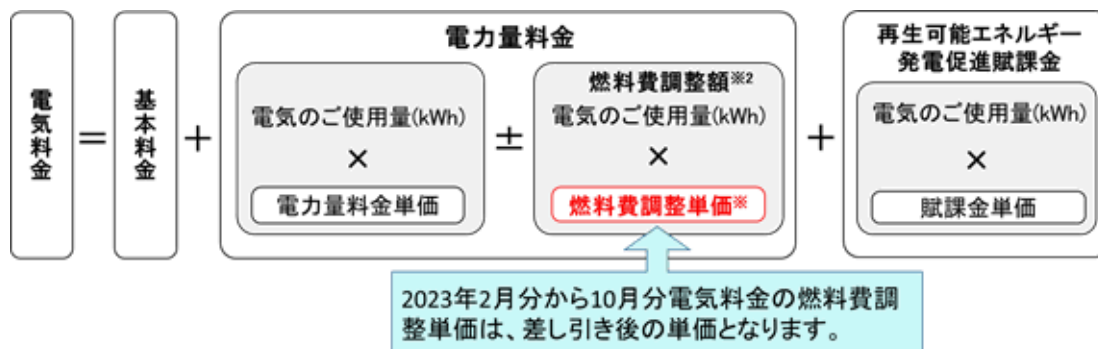 電気料金
=
基本料金
+
電力量料金
電気のご使用量(kWh)
×
電力量料金単価
±
燃料費調整額※2
電気のご使用量(kWh)
×
燃料費調整単価※
+
再生可能エネルギー
発電促進賦課金
電気のご使用量(kWh)
×
賦課金単価
2023年2月分から10月分電気料金の燃料費調
整単価は、差し引き後の単価となります。